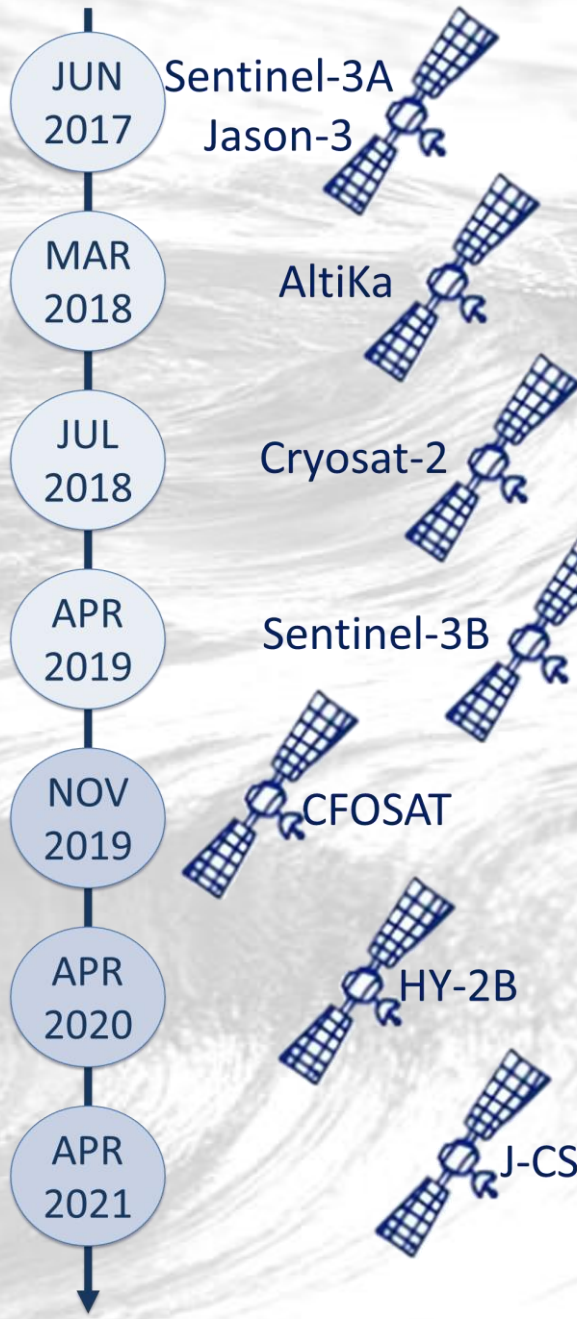 JUN
2017
Sentinel-3A
Jason-3
MAR
2018
AltiKa
JUL
2018
Cryosat-2
APR
2019
Sentinel-3B
NOV
2019
CFOSAT
APR
2020
HY-2B
APR
2021
J-CS